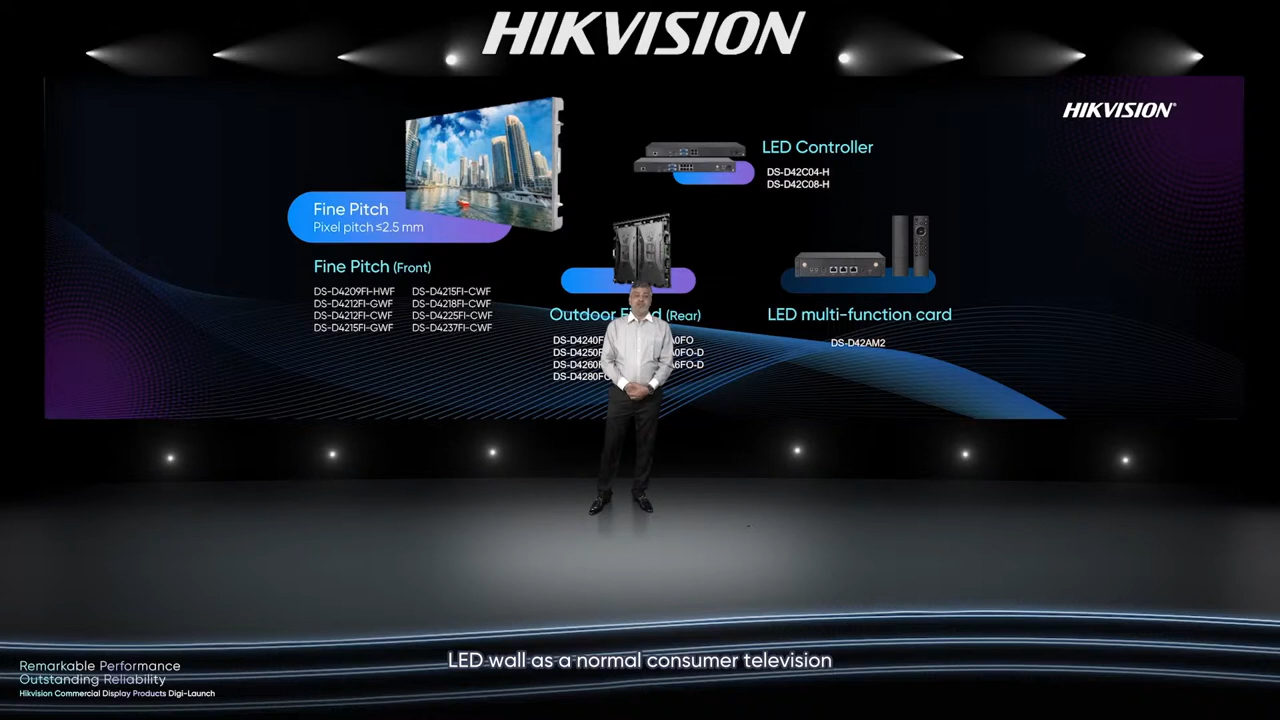 HIKVISION
HIKVISION®
LED Controller
DS-D42C04-H
DS-D42C08-H
Fine Pitch
Pixel pitch ≤2.5 mm
Fine Pitch (Front)
DS-D4209FI-HWF DS-D4215FI-CWF
DS-D4212FI-GWF DS-D4218FI-CWF
DS-D4212FI-CWF DS-D4225FI-CWF
DS-D4215FI-GWF DS-D4237FI-CWF
Outdoor (Rear)
LED multi-function card
DS-D42AM2
LED wall as a normal consumer television
Remarkable Performance
Outstanding Reliability
Hikvision Commercial Display Products Digi-Launch